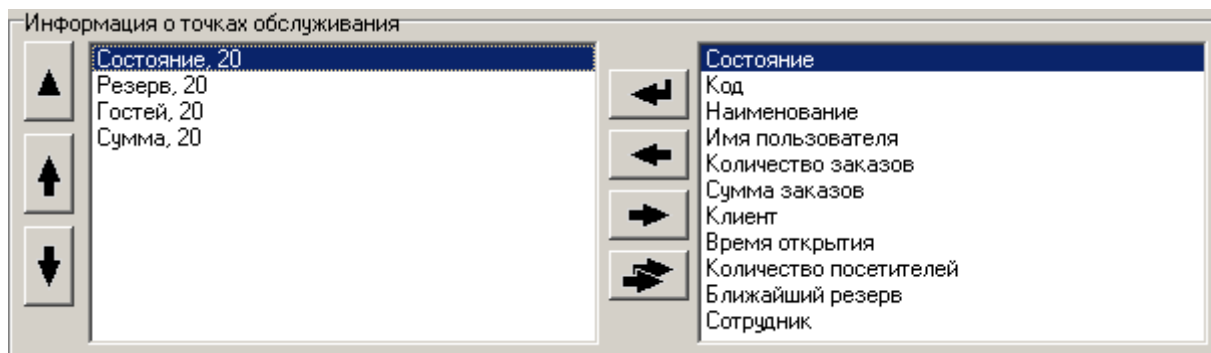 Информация о точках обслуживания
Состояние, 20
Резерв, 20
Гостей, 20
Сумма, 20
Состояние
Код
Наименование
Имя пользователя
Количество заказов
Сумма заказов
Клиент
Время открытия
Количество посетителей
Ближайший резерв
Сотрудник